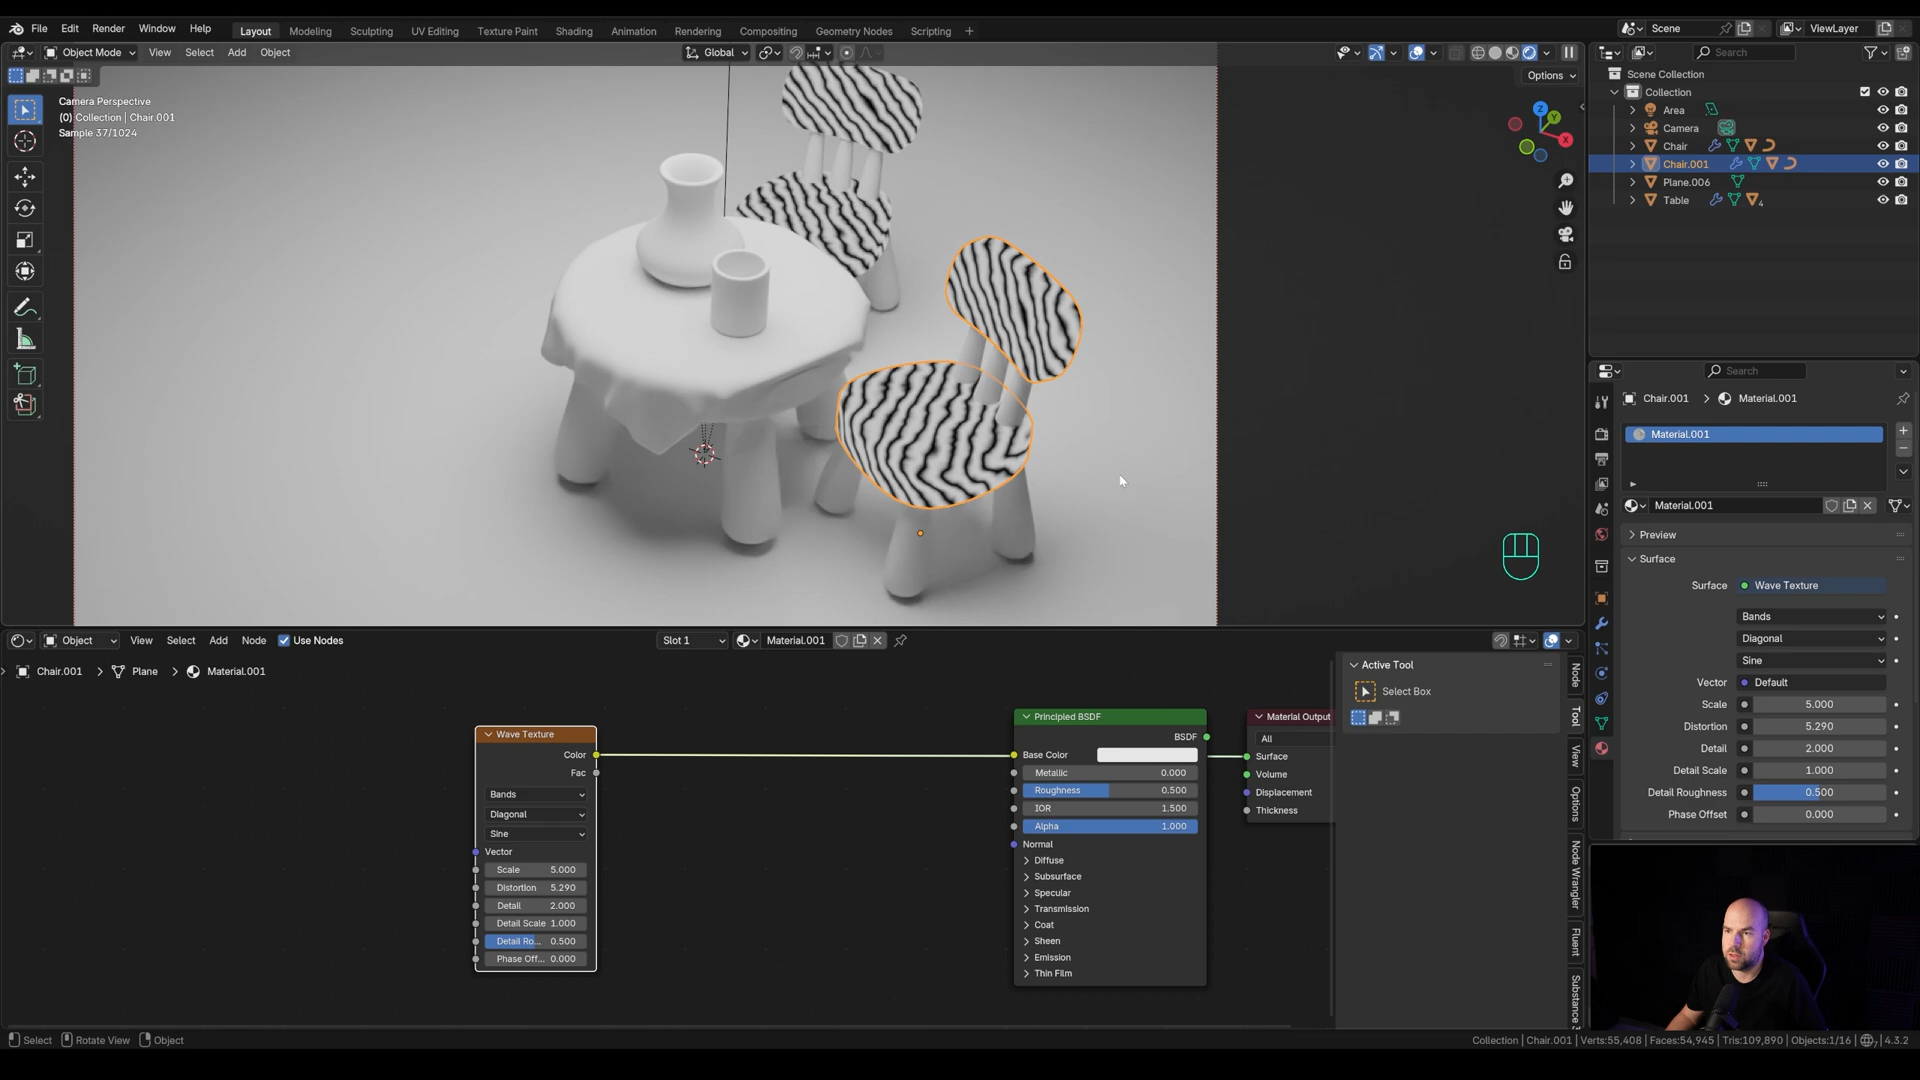 File Edit Render Window Help
Layout Modeling Sculpting UV Editing Texture Paint Shading Animation Rendering Compositing Geometry Nodes Scripting +
Scene
ViewLayer
Object Mode View Select Add Object
Global
Options
Camera Perspective
(0) Collection | Chair.001
Sample 37/1024
Z
Y
X
Search
Scene Collection
Collection
Area
Camera
Chair
Chair.001
Plane.006
Table
4
Search
Chair.001 > Material.001
Material.001
Material.001
Preview
Surface
Surface Wave Texture
Bands
Diagonal
Sine
Vector Default
Scale 5.000
Distortion 5.290
Detail 2.000
Detail Scale 1.000
Detail Roughness 0.500
Phase Offset 0.000
Object View Select Add Node Use Nodes
Slot 1 Material.001
Chair.001 > Plane > Material.001
Wave Texture
Color
Fac
Bands
Diagonal
Sine
Vector
Scale 5.000
Distortion 5.290
Detail 2.000
Detail Scale 1.000
Detail Ro... 0.500
Phase Off... 0.000
Principled BSDF
BSDF
Base Color
Metallic 0.000
Roughness 0.500
IOR 1.500
Alpha 1.000
Normal
Diffuse
Subsurface
Specular
Transmission
Coat
Sheen
Emission
Thin Film
Material Output
All
Surface
Volume
Displacement
Thickness
Active Tool
Select Box
Node
Tool
View
Options
Node Wrangler
Fluent
Substance 3
Select Rotate View Object
Collection | Chair.001 | Verts:55,408 | Faces:54,945 | Tris:109,890 | Objects:1/16 | 4.3.2